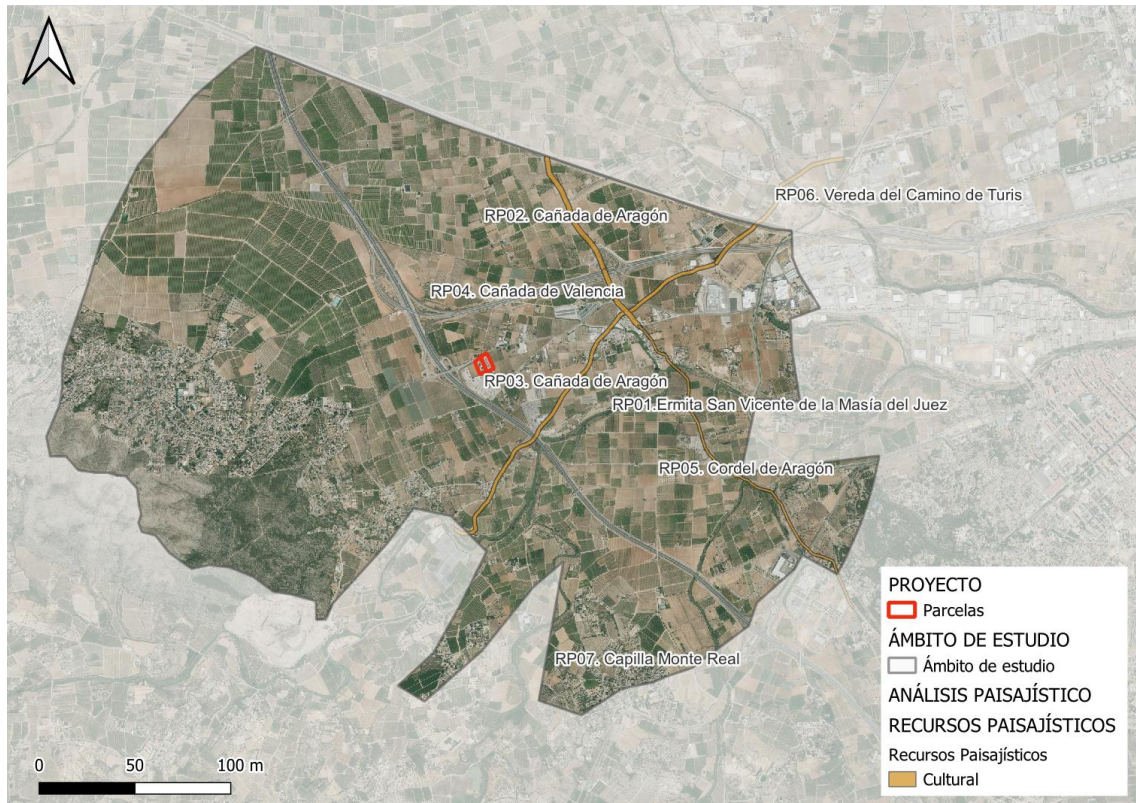 RP06. Vereda del Camino de Turis
RP02. Cañada de Aragón
RP04. Cañada de Valencia
RP03. Cañada de Aragón
RP01.Ermita San Vicente de la Masía del Juez
RP05. Cordel de Aragón
RP07. Capilla Monte Real
PROYECTO
Parcelas
ÁMBITO DE ESTUDIO
Ámbito de estudio
ANÁLISIS PAISAJÍSTICO
RECURSOS PAISAJÍSTICOS
Recursos Paisajísticos
Cultural
0 50 100 m